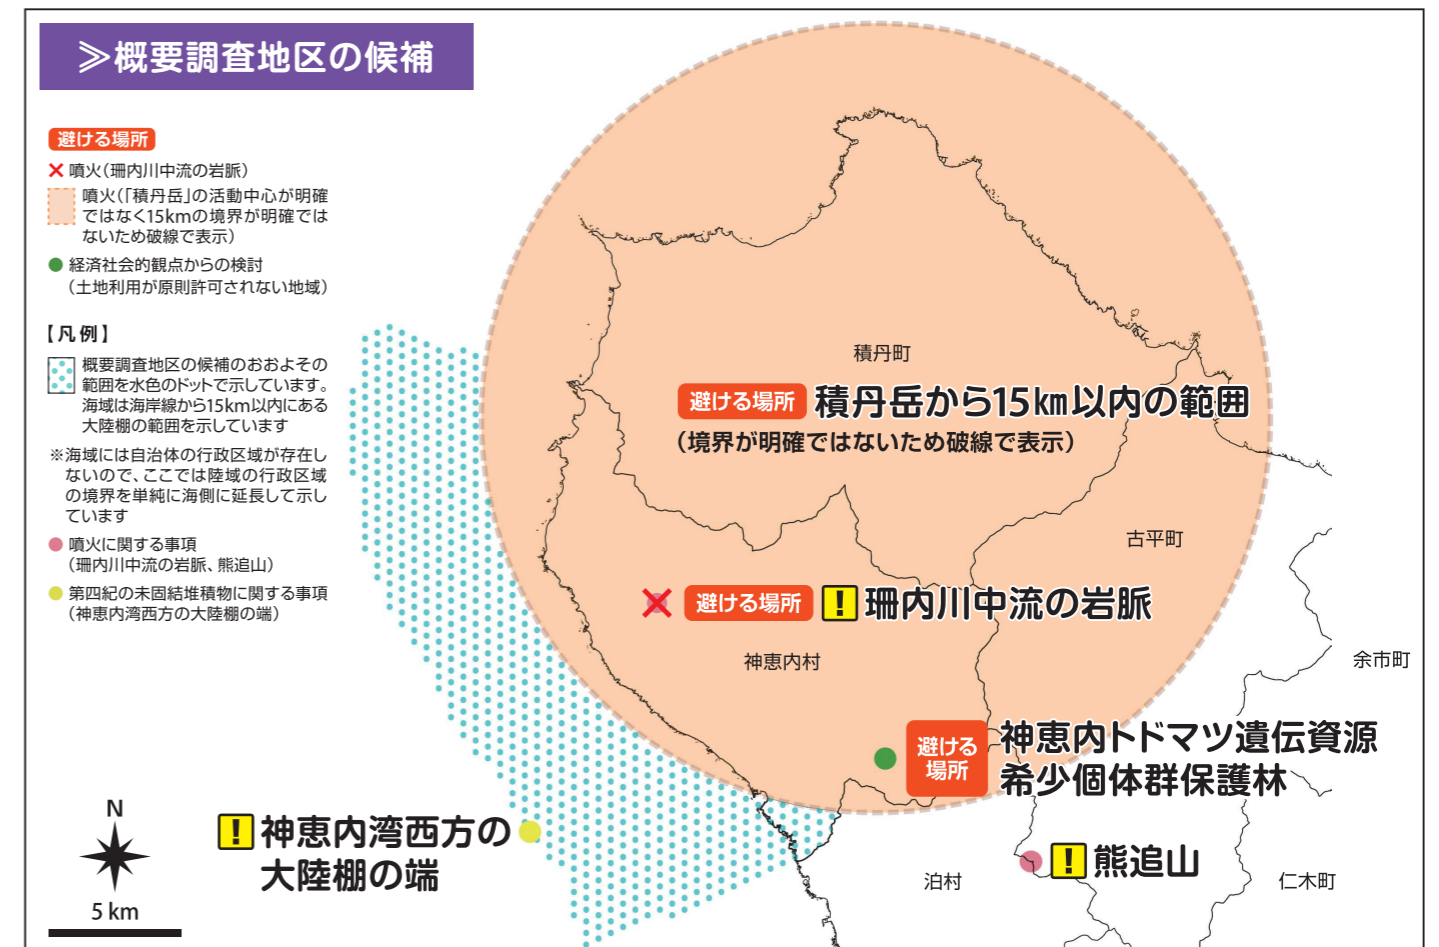 ≫概要調査地区の候補
避ける場所
噴火(珊内川中流の岩脈)
噴火(「積丹岳」の活動中心が明確
ではなく15kmの境界が明確では
ないため破線で表示)
経済社会的観点からの検討
(土地利用が原則許可されない地域)
【凡例】
概要調査地区の候補のおおよその
範囲を水色のドットで示しています。
海域は海岸線から15km以内にある
大陸棚の範囲を示しています
※海域には自治体の行政区域が存在し
ないので、ここでは陸域の行政区域
の境界を単純に海側に延長して示し
ています
噴火に関する事項
(珊内川中流の岩脈、熊追山)
第四紀の未固結堆積物に関する事項
(神恵内湾西方の大陸棚の端)
積丹町
避ける場所 積丹岳から15km以内の範囲
(境界が明確ではないため破線で表示)
古平町
避ける場所 ! 珊内川中流の岩脈
神恵内村
余市町
避ける
場所
神恵内トドマツ遺伝資源
希少個体群保護林
! 神恵内湾西方の
大陸棚の端
! 熊追山
泊村
仁木町
N
5 km